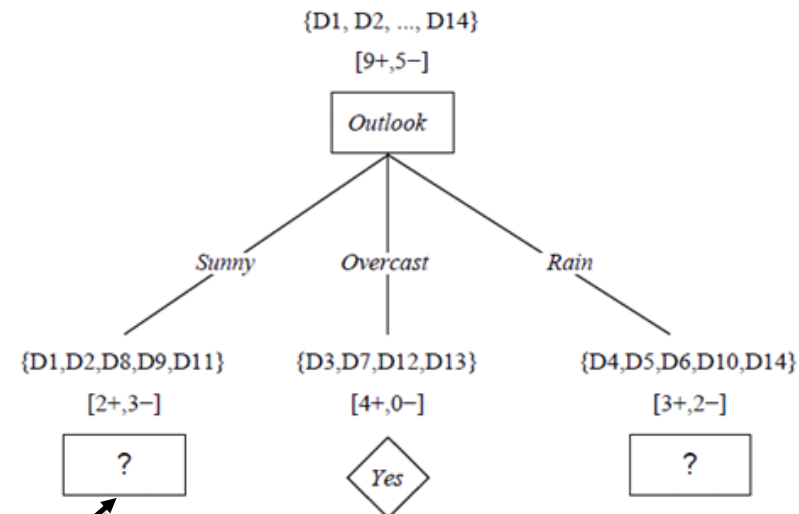 {D1, D2, ..., D14}
[9+,5−]
Outlook
Sunny
Overcast
Rain
{D1,D2,D8,D9,D11}
{D3,D7,D12,D13}
{D4,D5,D6,D10,D14}
[2+,3−]
[4+,0−]
[3+,2−]
?
Yes
?